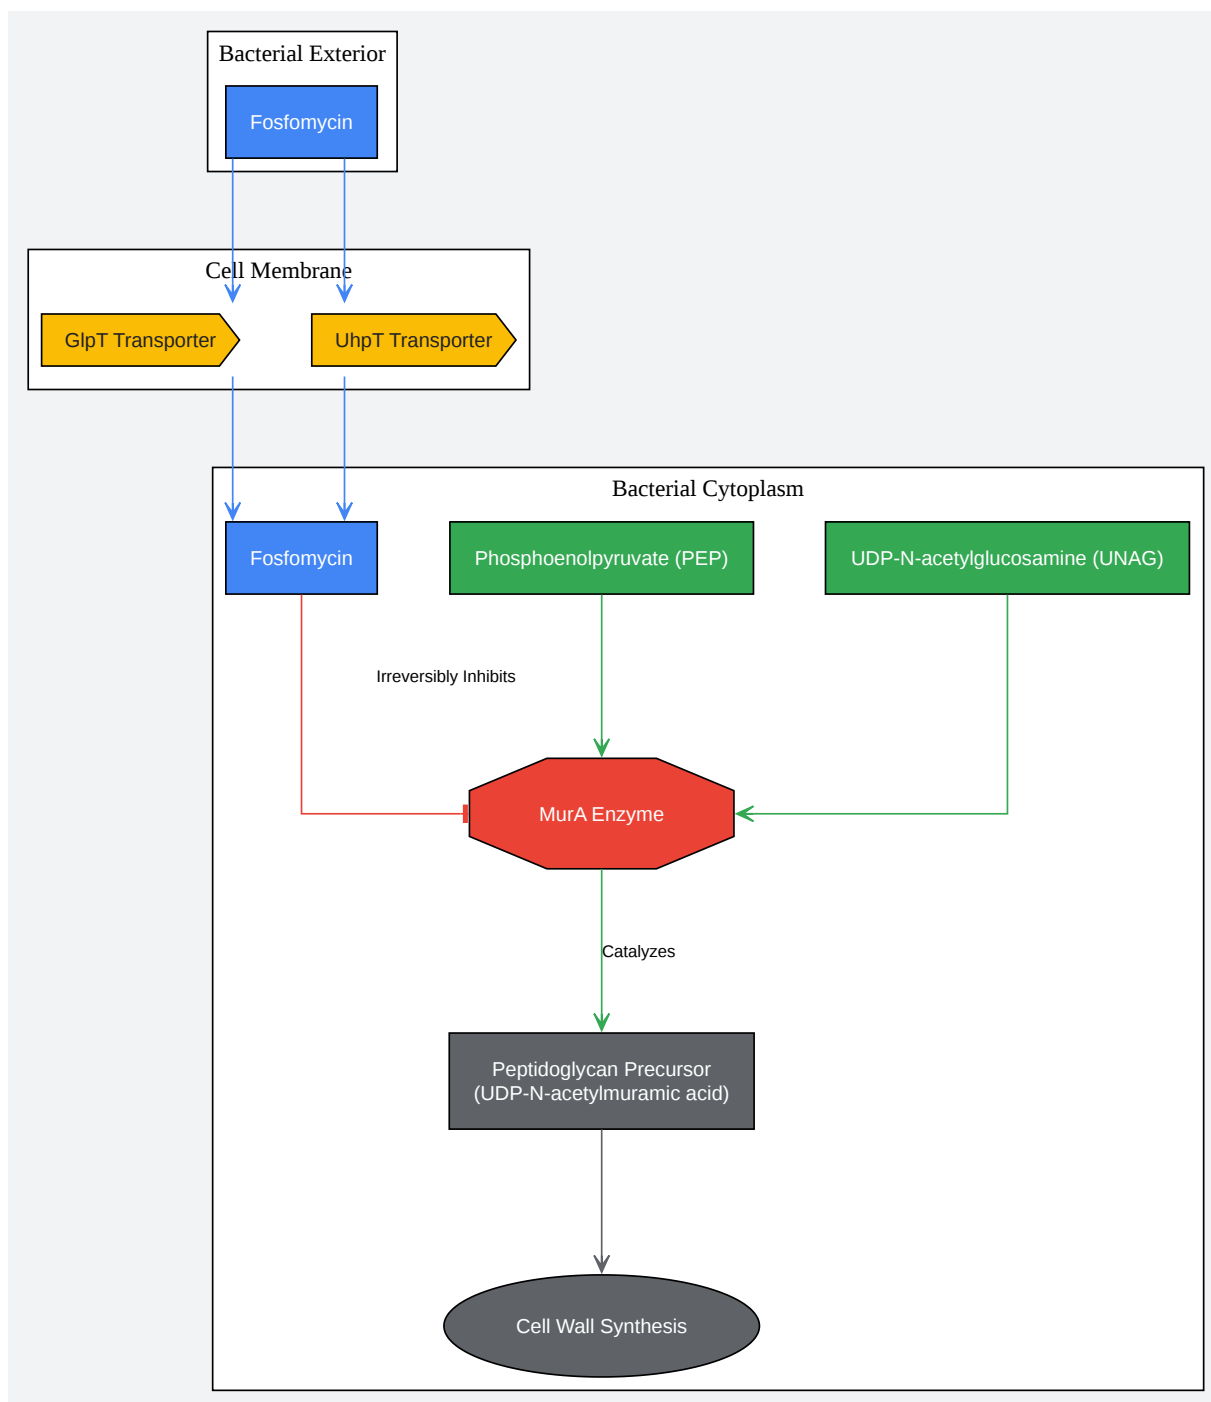 Bacterial Exterior
Fosfomycin
Cell Membrane
GlpT Transporter
UhpT Transporter
Bacterial Cytoplasm
Fosfomycin
Phosphoenolpyruvate (PEP)
UDP-N-acetylglucosamine (UNAG)
Irreversibly Inhibits
MurA Enzyme
Catalyzes
Peptidoglycan Precursor
(UDP-N-acetylmuramic acid)
Cell Wall Synthesis